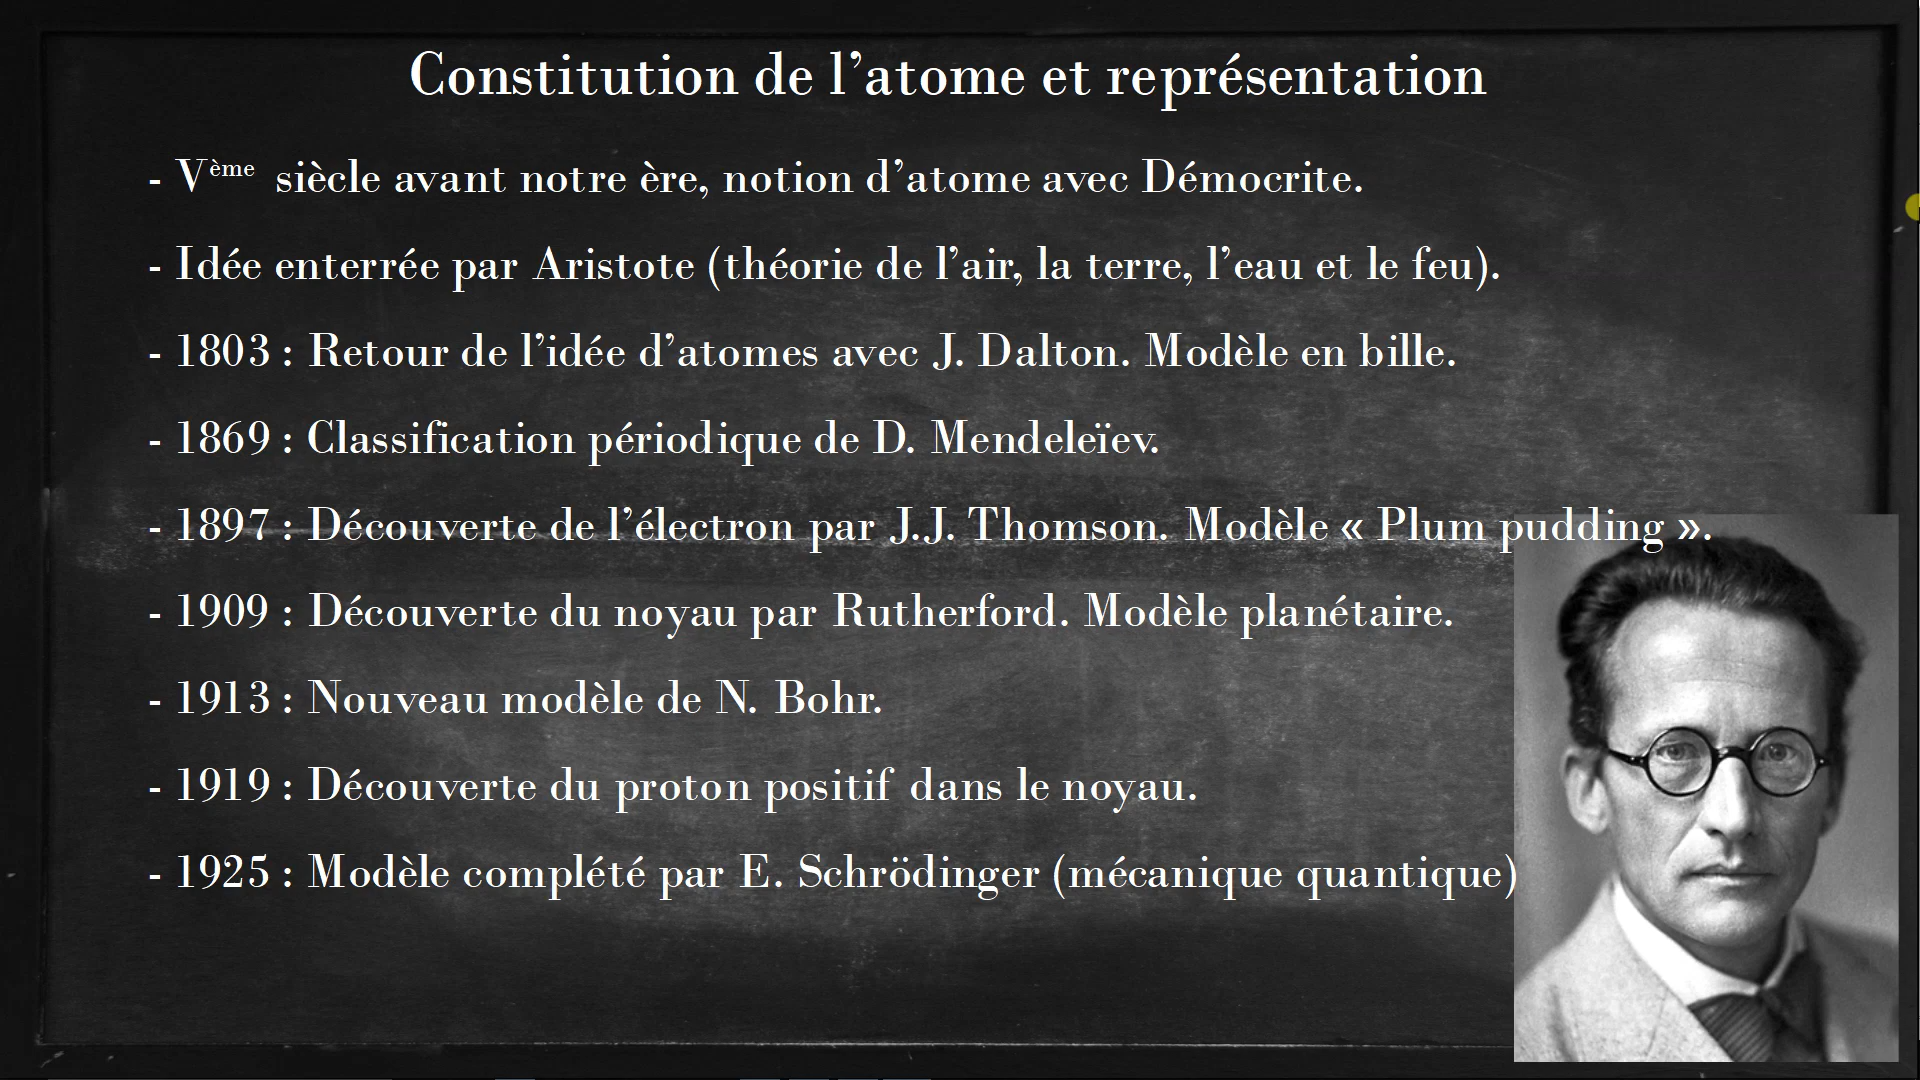 Constitution de l’atome et représentation
- Vème siècle avant notre ère, notion d’atome avec Démocrite.
- Idée enterrée par Aristote (théorie de l’air, la terre, l’eau et le feu).
- 1803 : Retour de l’idée d’atomes avec J. Dalton. Modèle en bille.
- 1869 : Classification périodique de D. Mendeleïev.
- 1897 : Découverte de l’électron par J.J. Thomson. Modèle « Plum pudding ».
- 1909 : Découverte du noyau par Rutherford. Modèle planétaire.
- 1913 : Nouveau modèle de N. Bohr.
- 1919 : Découverte du proton positif dans le noyau.
- 1925 : Modèle complété par E. Schrödinger (mécanique quantique)